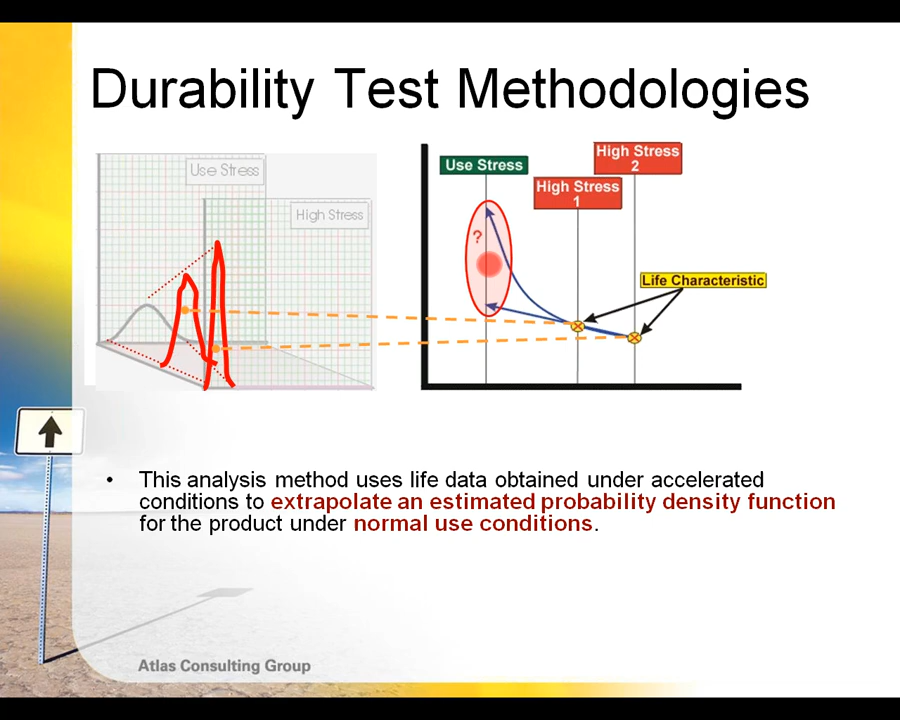 Durability Test Methodologies
Use Stress
High Stress
Use Stress
High Stress
1
High Stress
2
?
Life Characteristic
• This analysis method uses life data obtained under accelerated
conditions to extrapolate an estimated probability density function
for the product under normal use conditions.
Atlas Consulting Group